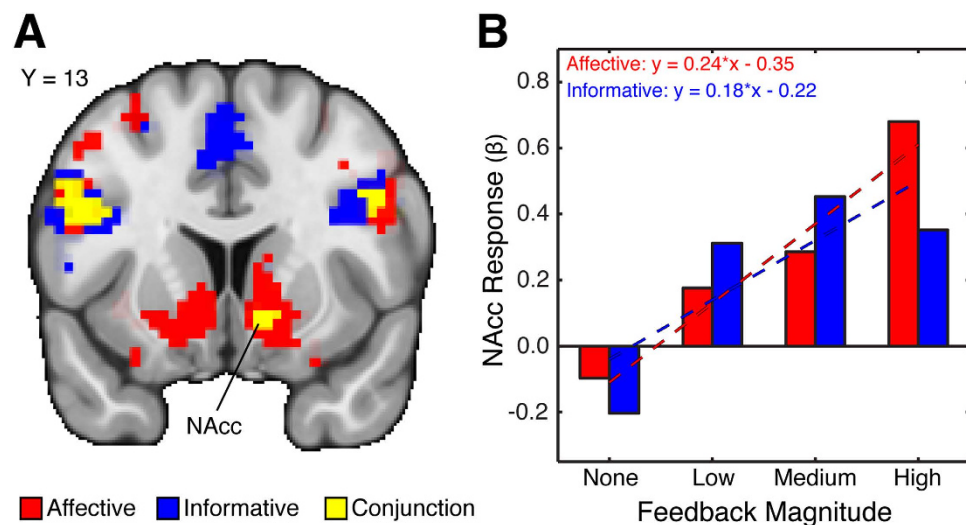 A
Y = 13
NAcc
Affective
Informative
Conjunction
B
Affective: y = 0.24*x - 0.35
Informative: y = 0.18*x - 0.22
NAcc Response (β)
0.8
0.6
0.4
0.2
0.0
-0.2
None
Low
Medium
High
Feedback Magnitude